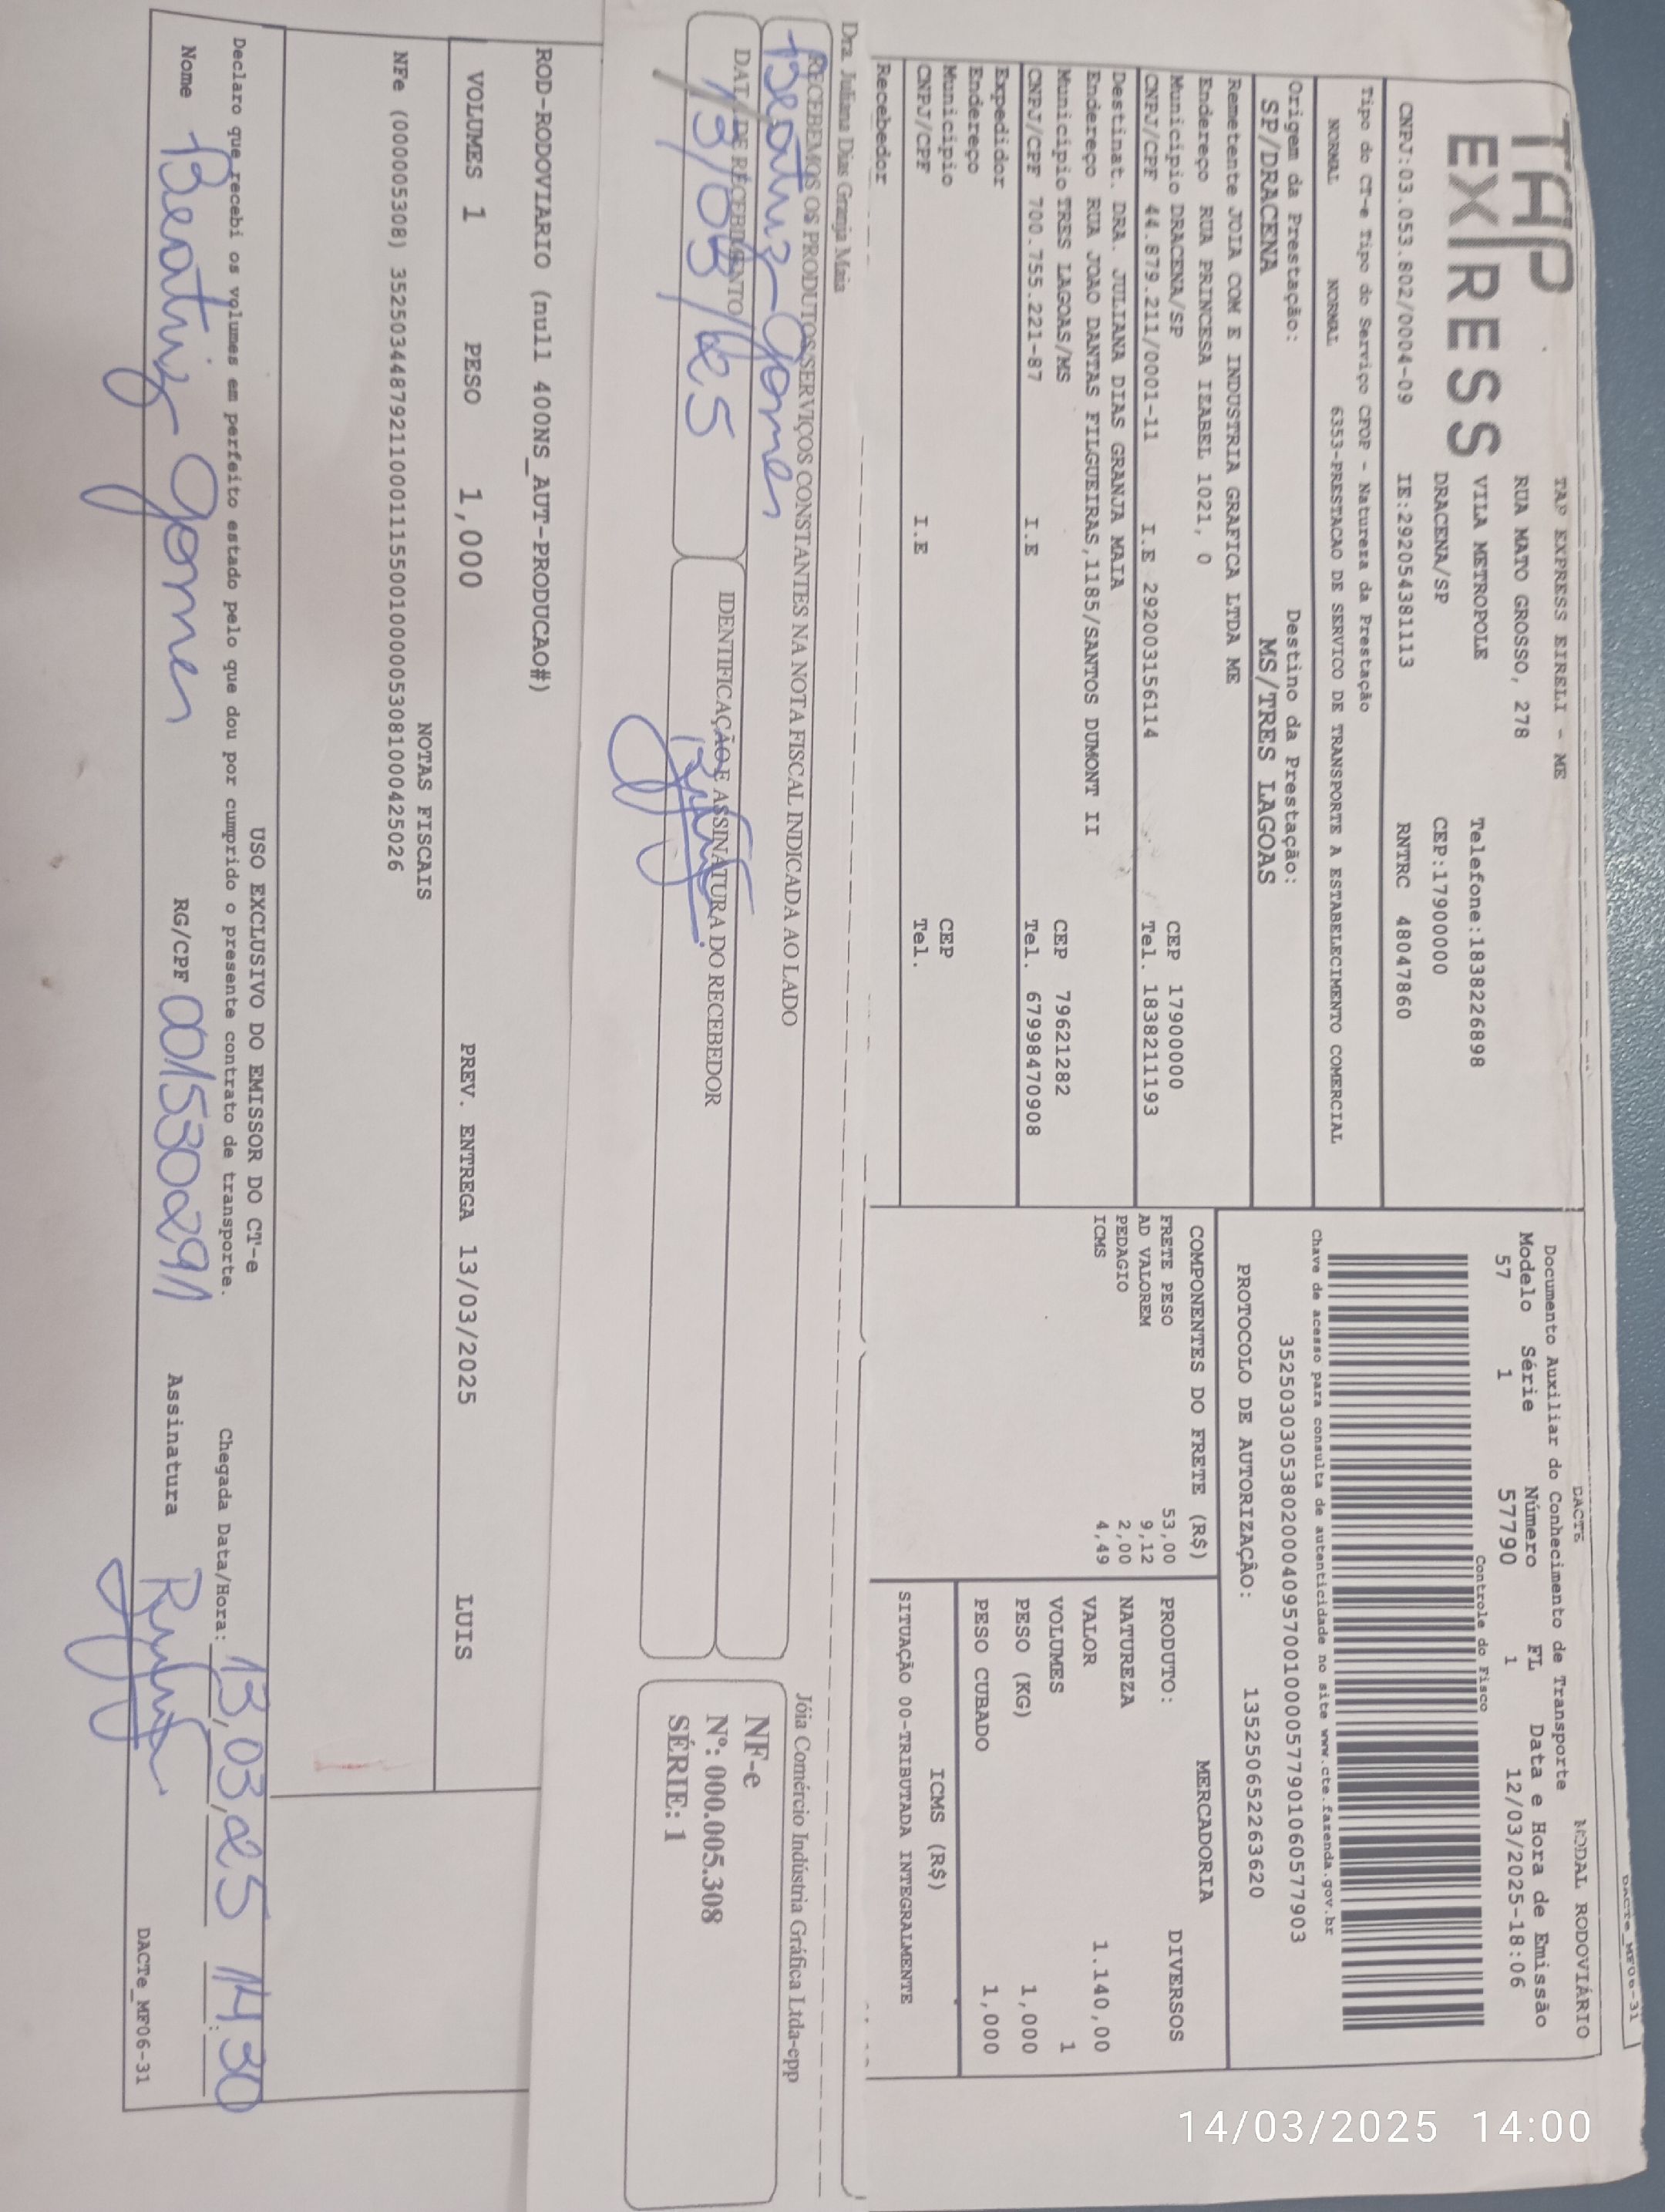 DACTe_MF06-31
TAP
EXPRESS
TAP EXPRESS EIRELI - ME
RUA MATO GROSSO, 278
VILA METROPOLE
Telefone:1838226898
DRACENA/SP
CEP:17900000
CNPJ:03.053.802/0004-09
IE:292054381113
RNTRC 48047860
DACTE
MODAL RODOVIÁRIO
Documento Auxiliar do Conhecimento de Transporte
Modelo Série Número FL Data e Hora de Emissão
57 1 57790 1 12/03/2025-18:06
Controle do Fisco
Chave de acesso para consulta de autenticidade no site www.cte.fazenda.gov.br
35250303053802000409570010000577901060577903
PROTOCOLO DE AUTORIZAÇÃO: 135250652263620
Tipo do CT-e Tipo do Serviço CFOP - Natureza da Prestação
NORMAL NORMAL 6353-PRESTACAO DE SERVICO DE TRANSPORTE A ESTABELECIMENTO COMERCIAL
Origem da Prestação: Destino da Prestação:
SP/DRACENA MS/TRES LAGOAS
Remetente JOIA COM E INDUSTRIA GRAFICA LTDA ME
Endereço RUA PRINCESA IZABEL 1021, 0
Municipio DRACENA/SP CEP 17900000
CNPJ/CPF 44.879.211/0001-11 I.E 292003156114 Tel. 1838211193
Destinat. DRA. JULIANA DIAS GRANJA MAIA
Endereço RUA JOAO DANTAS FILGUEIRAS,1185/SANTOS DUMONT II
Municipio TRES LAGOAS/MS CEP 79621282
CNPJ/CPF 700.755.221-87 I.E Tel. 67998470908
Expedidor
Endereço
Municipio CEP
CNPJ/CPF I.E Tel.
Recebedor
COMPONENTES DO FRETE (R$)
FRETE PESO 53,00
AD VALOREM 9,12
PEDAGIO 2,00
ICMS 4,49
MERCADORIA
PRODUTO: DIVERSOS
NATUREZA
VALOR 1.140,00
VOLUMES 1
PESO (KG) 1,000
PESO CUBADO 1,000
ICMS (R$)
SITUAÇÃO 00-TRIBUTADA INTEGRALMENTE
Dra. Juliana Dias Granja Maia
RECEBEMOS OS PRODUTOS/SERVIÇOS CONSTANTES NA NOTA FISCAL INDICADA AO LADO
Beatriz Gomes
DATA DE RECEBIMENTO
13/03/25
IDENTIFICAÇÃO E ASSINATURA DO RECEBEDOR
Jóia Comércio Indústria Gráfica Ltda-epp
NF-e
Nº: 000.005.308
SÉRIE: 1
ROD-RODOVIARIO (null 400NS_AUT-PRODUCAO#)
VOLUMES 1 PESO 1,000 PREV. ENTREGA 13/03/2025 LUIS
NOTAS FISCAIS
NFe (000005308) 35250344879211000111550010000053081000425026
USO EXCLUSIVO DO EMISSOR DO CT-e
Declaro que recebi os volumes em perfeito estado pelo que dou por cumprido o presente contrato de transporte.
Chegada Data/Hora: 13,03,25 14:30
Nome Beatriz Gomes RG/CPF 001530291 Assinatura
DACTe_MF06-31
14/03/2025 14:00